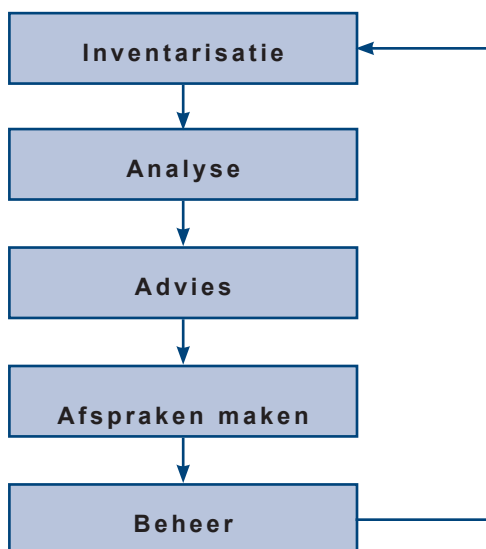 Inventarisatie
Analyse
Advies
Afspraken maken
Beheer